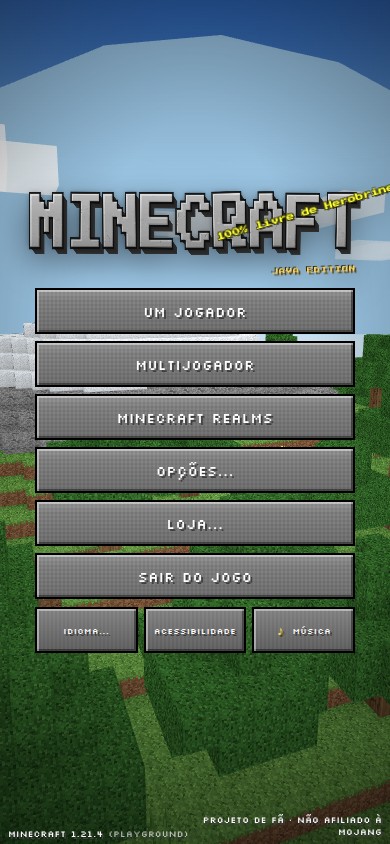 MINECRAFT
100% livre de Herobrine
JAVA EDITION
UM JOGADOR
MULTIJOGADOR
MINECRAFT REALMS
OPÇÕES...
LOJA...
SAIR DO JOGO
IDIOMA...
ACESSIBILIDADE
♪ MÚSICA
MINECRAFT 1.21.4 (PLAYGROUND)
PROJETO DE FÃ · NÃO AFILIADO À
MOJANG